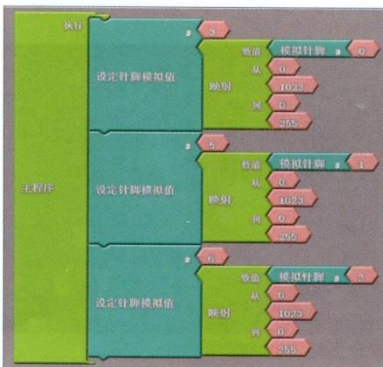 执行
# 3
数值 模拟针脚 # 0
从 0
设定针脚模拟值 映射 1023
到 0
255
# 5
数值 模拟针脚 # 1
从 0
主程序 设定针脚模拟值 映射 1023
到 0
255
# 6
数值 模拟针脚 # 2
从 0
设定针脚模拟值 映射 1023
到 0
255